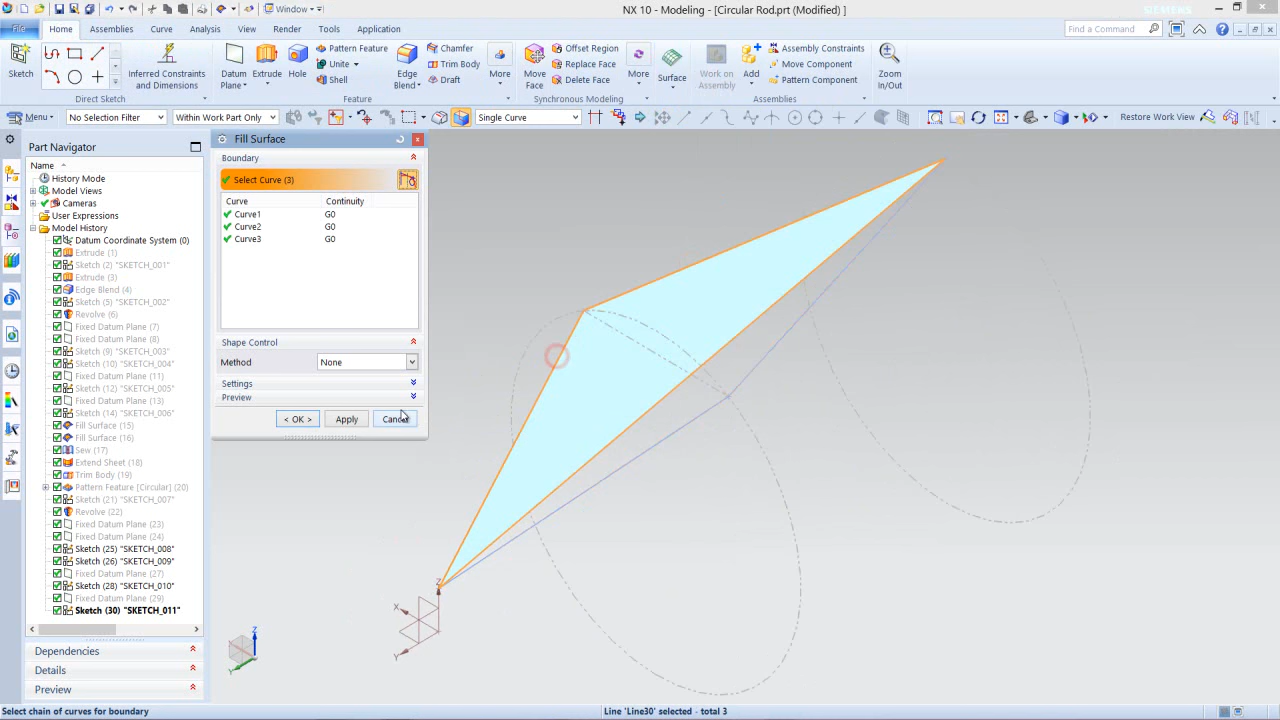 NX 10 - Modeling - [Circular Rod.prt (Modified) ]
SIEMENS
Window
File Home Assemblies Curve Analysis View Render Tools Application
Find a Command
Sketch
Inferred Constraints and Dimensions
Direct Sketch
Datum Plane
Extrude
Hole
Pattern Feature
Unite
Shell
Edge Blend
Chamfer
Trim Body
Draft
More
Feature
Move Face
Offset Region
Replace Face
Delete Face
More
Surface
Synchronous Modeling
Work on Assembly
Add
Assembly Constraints
Move Component
Pattern Component
Assemblies
Zoom In/Out
Menu
No Selection Filter
Within Work Part Only
Single Curve
Restore Work View
Part Navigator
Name
History Mode
Model Views
Cameras
User Expressions
Model History
Datum Coordinate System (0)
Extrude (1)
Sketch (2) "SKETCH_001"
Extrude (3)
Edge Blend (4)
Sketch (5) "SKETCH_002"
Revolve (6)
Fixed Datum Plane (7)
Fixed Datum Plane (8)
Sketch (9) "SKETCH_003"
Sketch (10) "SKETCH_004"
Fixed Datum Plane (11)
Sketch (12) "SKETCH_005"
Fixed Datum Plane (13)
Sketch (14) "SKETCH_006"
Fill Surface (15)
Fill Surface (16)
Sew (17)
Extend Sheet (18)
Trim Body (19)
Pattern Feature [Circular] (20)
Sketch (21) "SKETCH_007"
Revolve (22)
Fixed Datum Plane (23)
Fixed Datum Plane (24)
Sketch (25) "SKETCH_008"
Sketch (26) "SKETCH_009"
Fixed Datum Plane (27)
Sketch (28) "SKETCH_010"
Fixed Datum Plane (29)
Sketch (30) "SKETCH_011"
Dependencies
Details
Preview
Fill Surface
Boundary
Select Curve (3)
Curve Continuity
Curve1 G0
Curve2 G0
Curve3 G0
Shape Control
Method None
Settings
Preview
< OK > Apply Cancel
Z
X
Y
Z
Y
Select chain of curves for boundary
Line 'Line30' selected - total 3